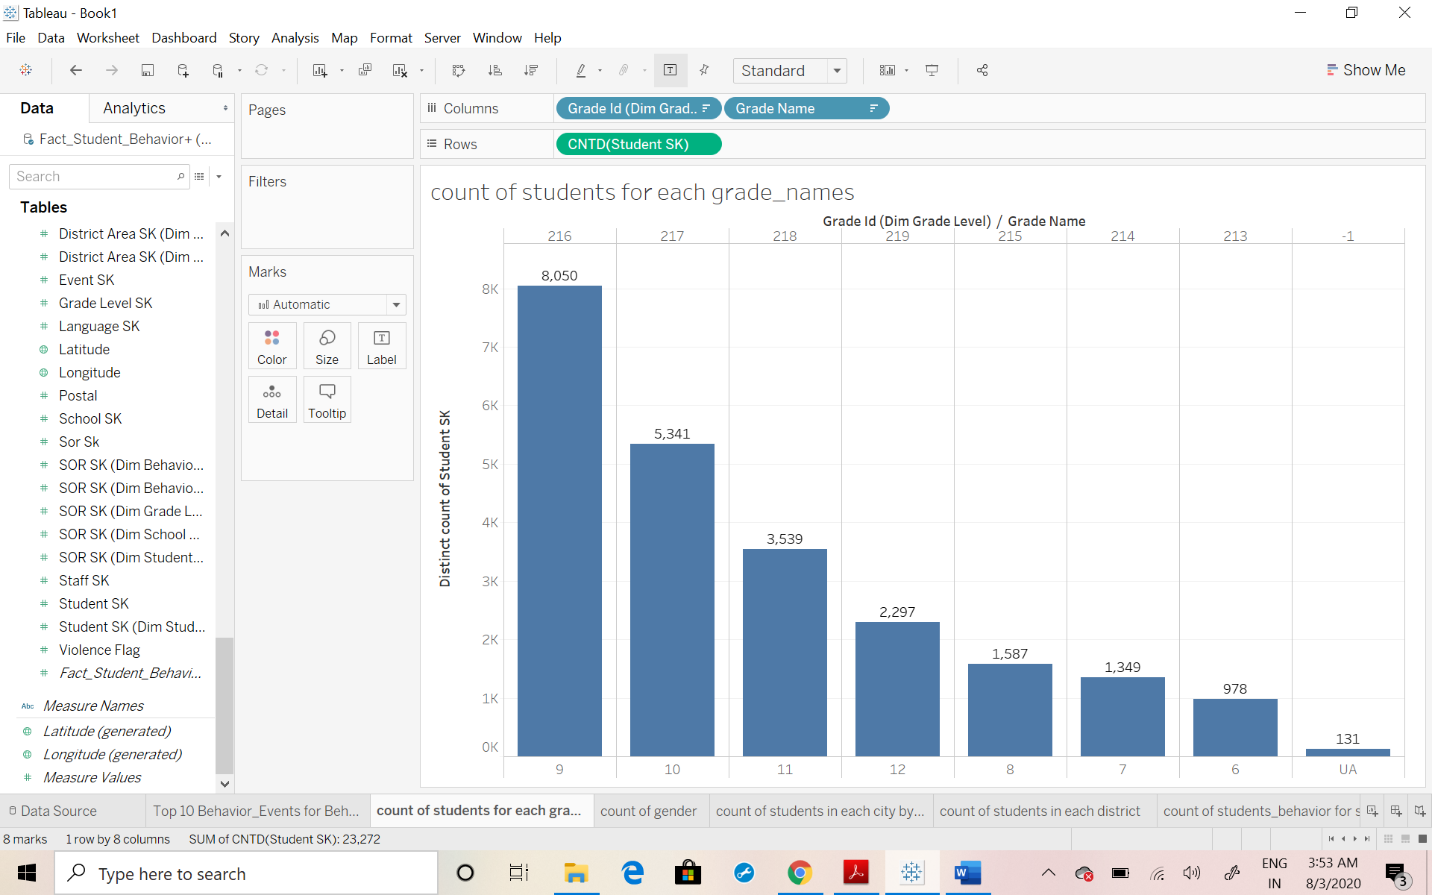 Tableau - Book1
File Data Worksheet Dashboard Story Analysis Map Format Server Window Help
Standard
Show Me
Data
Analytics
Fact_Student_Behavior+ (...
Search
Tables
# District Area SK (Dim ...
# District Area SK (Dim ...
# Event SK
# Grade Level SK
# Language SK
Latitude
Longitude
# Postal
# School SK
# Sor Sk
# SOR SK (Dim Behavio...
# SOR SK (Dim Behavio...
# SOR SK (Dim Grade L...
# SOR SK (Dim School ...
# SOR SK (Dim Student...
# Staff SK
# Student SK
# Student SK (Dim Stud...
# Violence Flag
# Fact_Student_Behavi...
Abc Measure Names
Latitude (generated)
Longitude (generated)
# Measure Values
Pages
Filters
Marks
Automatic
Color Size Label
Detail Tooltip
Columns
Grade Id (Dim Grad..
Grade Name
Rows
CNTD(Student SK)
count of students for each grade_names
Grade Id (Dim Grade Level) / Grade Name
216 217 218 219 215 214 213 -1
Distinct count of Student SK
8K
7K
6K
5K
4K
3K
2K
1K
0K
8,050
5,341
3,539
2,297
1,587
1,349
978
131
9 10 11 12 8 7 6 UA
Data Source
Top 10 Behavior_Events for Beh...
count of students for each gra...
count of gender
count of students in each city by...
count of students in each district
count of students_behavior for s
8 marks 1 row by 8 columns SUM of CNTD(Student SK): 23,272
Type here to search
ENG
IN
3:53 AM
8/3/2020
3